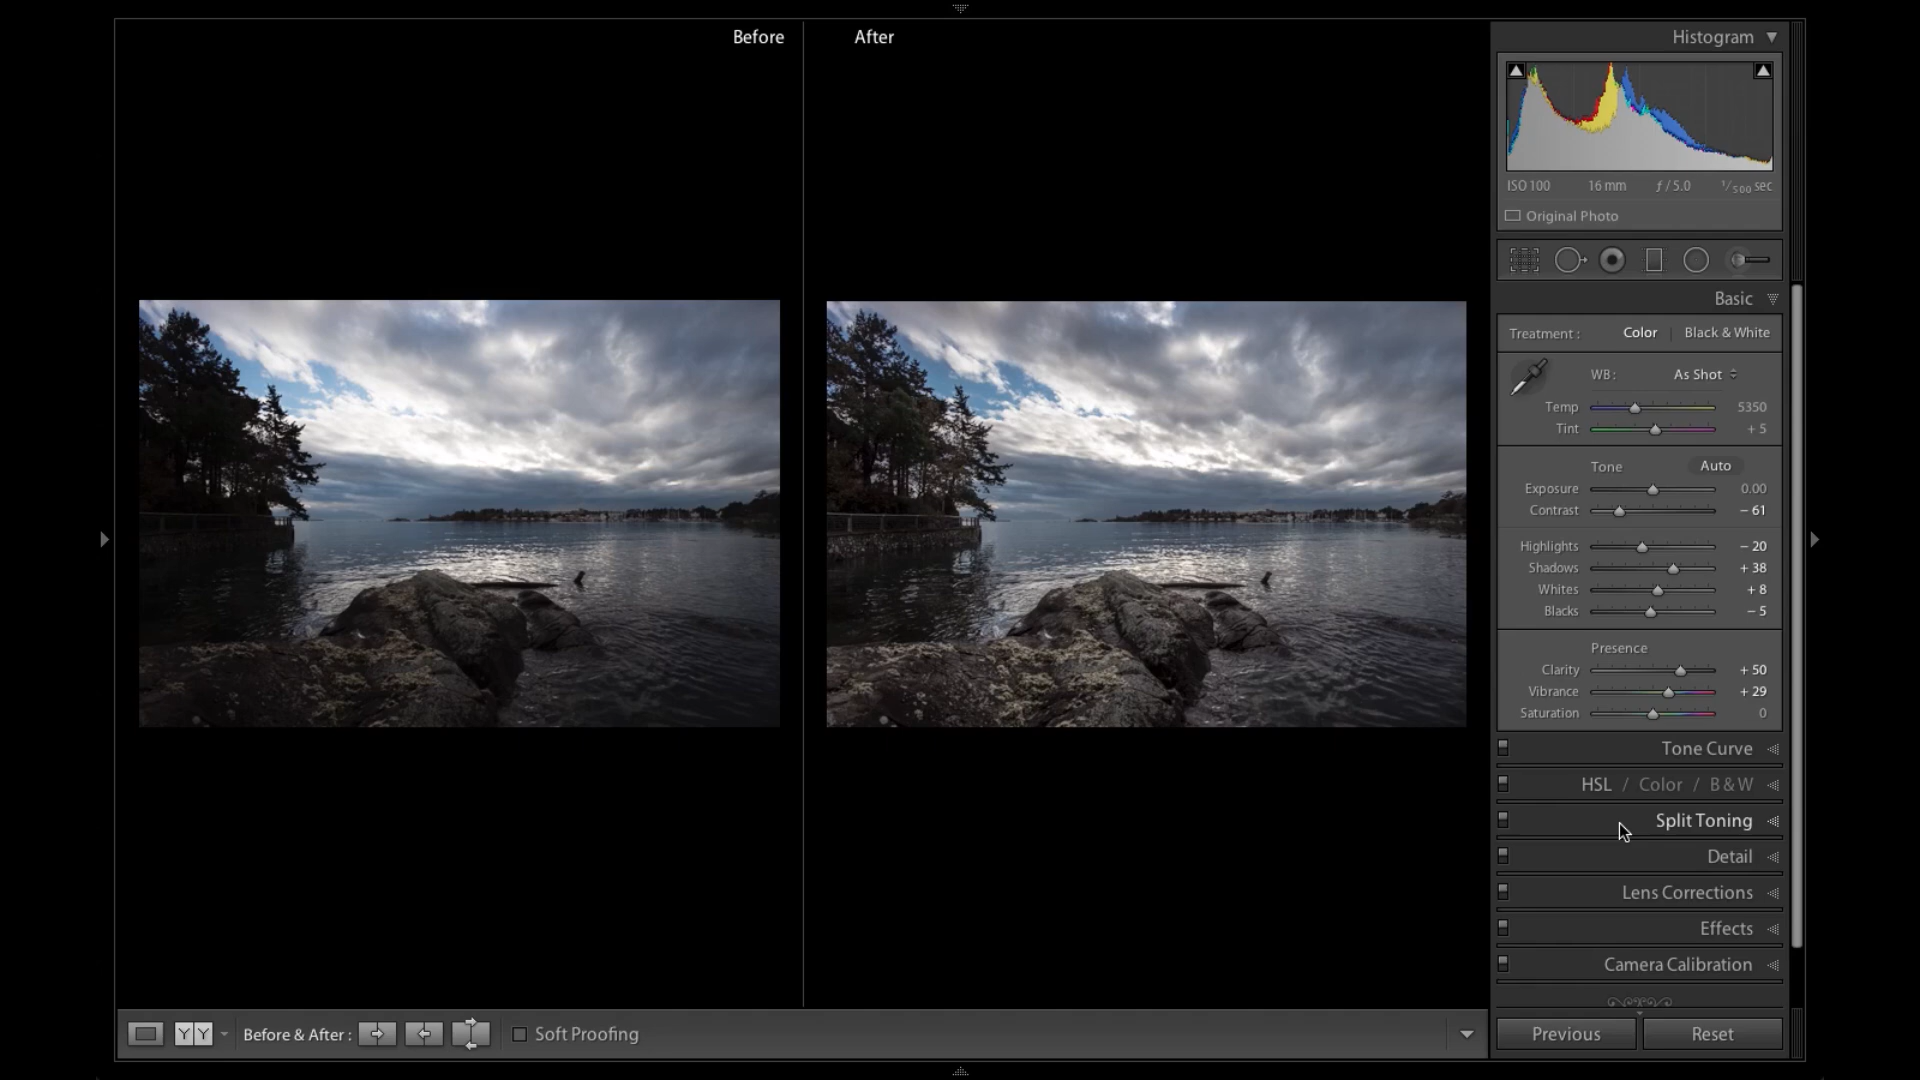 Before
After
Histogram
ISO 100 16 mm ƒ / 5.0 1/500 sec
Original Photo
Basic
Treatment : Color | Black & White
WB : As Shot
Temp 5350
Tint + 5
Tone Auto
Exposure 0.00
Contrast − 61
Highlights − 20
Shadows + 38
Whites + 8
Blacks − 5
Presence
Clarity + 50
Vibrance + 29
Saturation 0
Tone Curve
HSL / Color / B & W
Split Toning
Detail
Lens Corrections
Effects
Camera Calibration
Y Y Before & After : Soft Proofing
Previous Reset